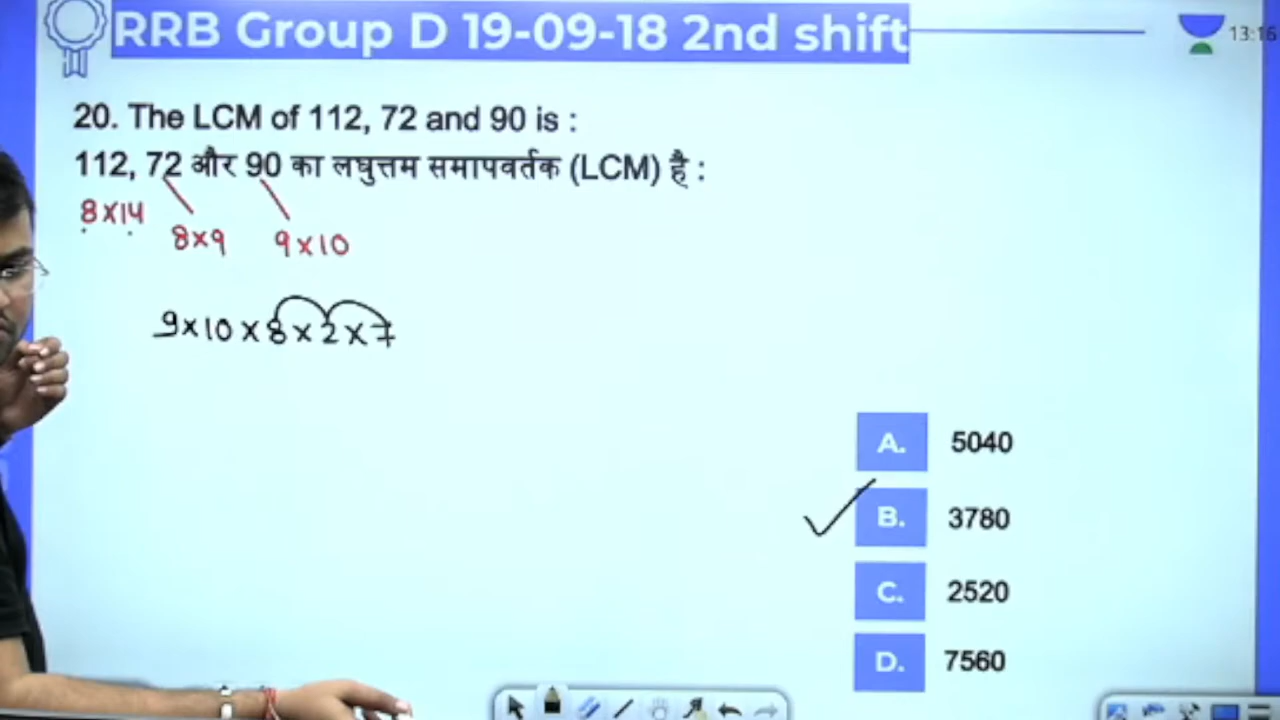 RRB Group D 19-09-18 2nd shift
13:16
20. The LCM of 112, 72 and 90 is :
112, 72 और 90 का लघुत्तम समापवर्तक (LCM) है :
8×14
8×9
9×10
9×10×8×2×7
A. 5040
B. 3780
C. 2520
D. 7560